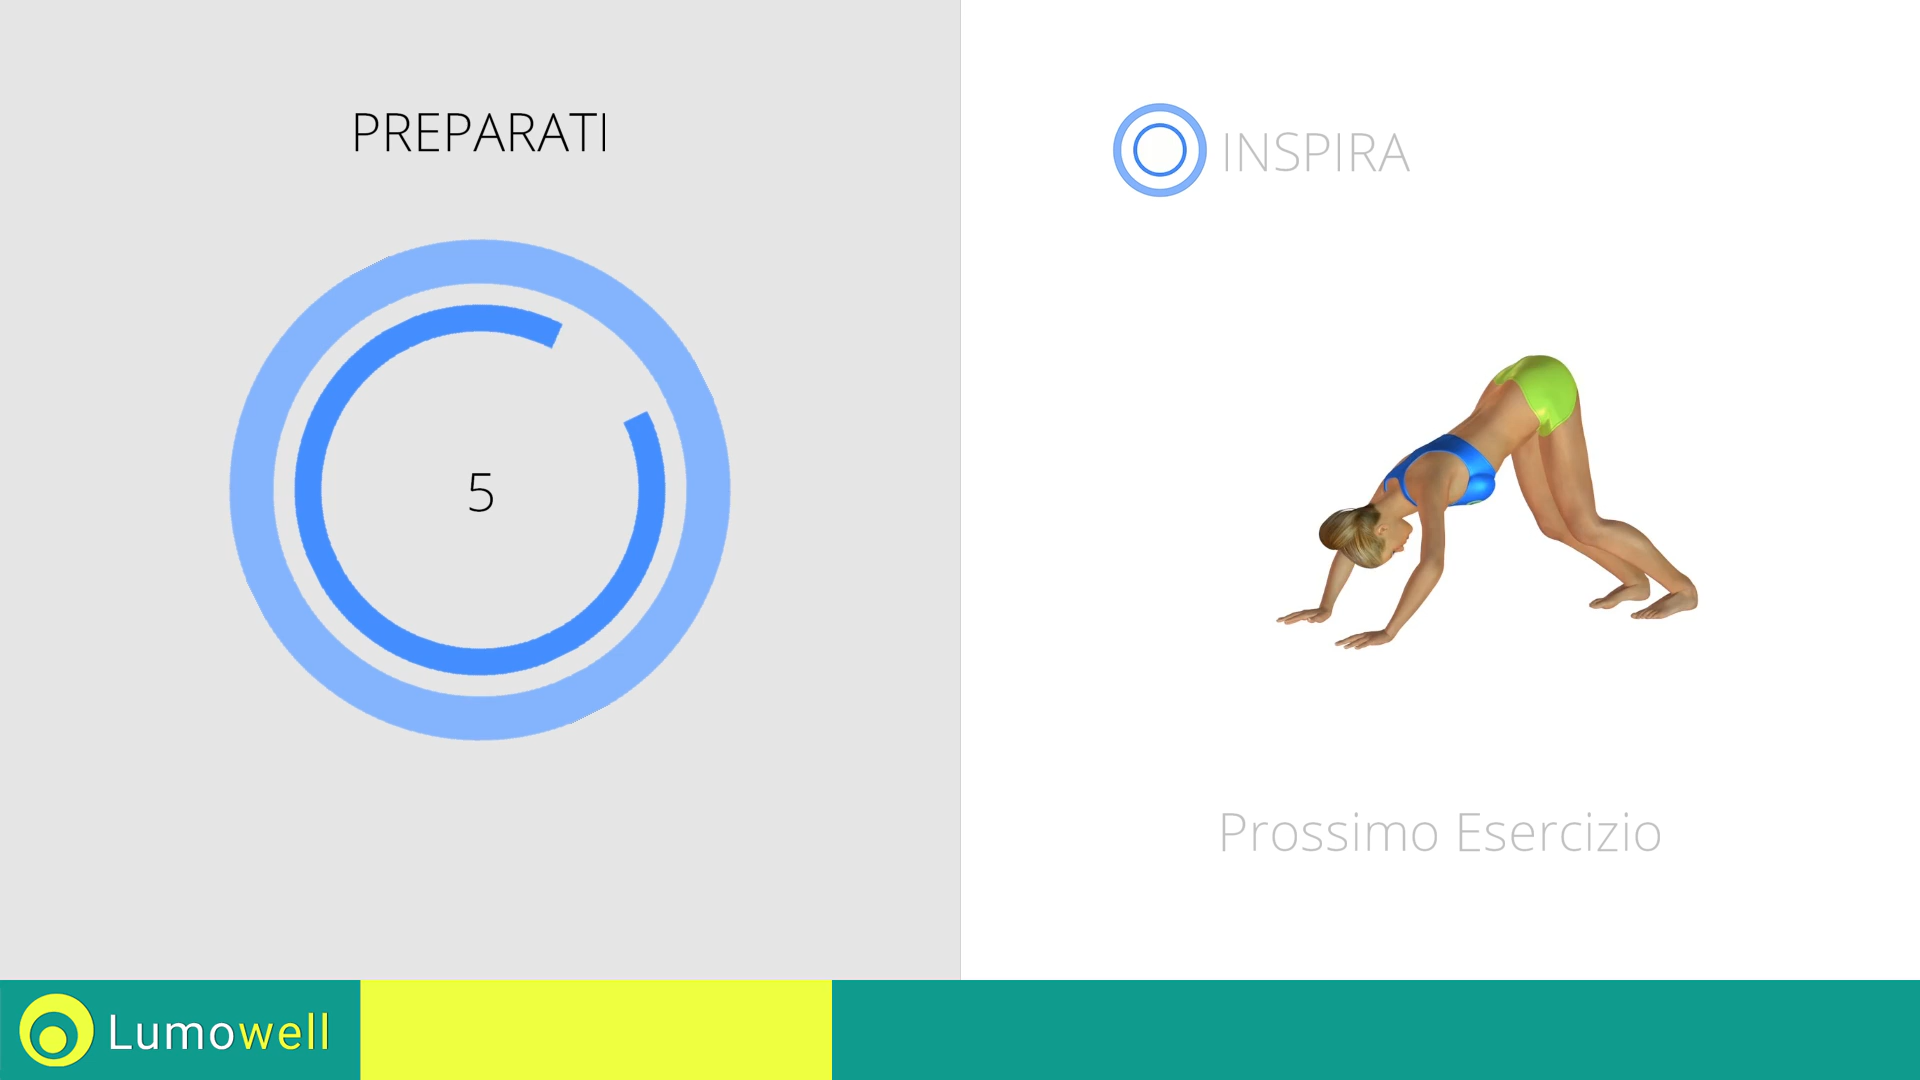 PREPARATI
5
INSPIRA
Prossimo Esercizio
Lumowell